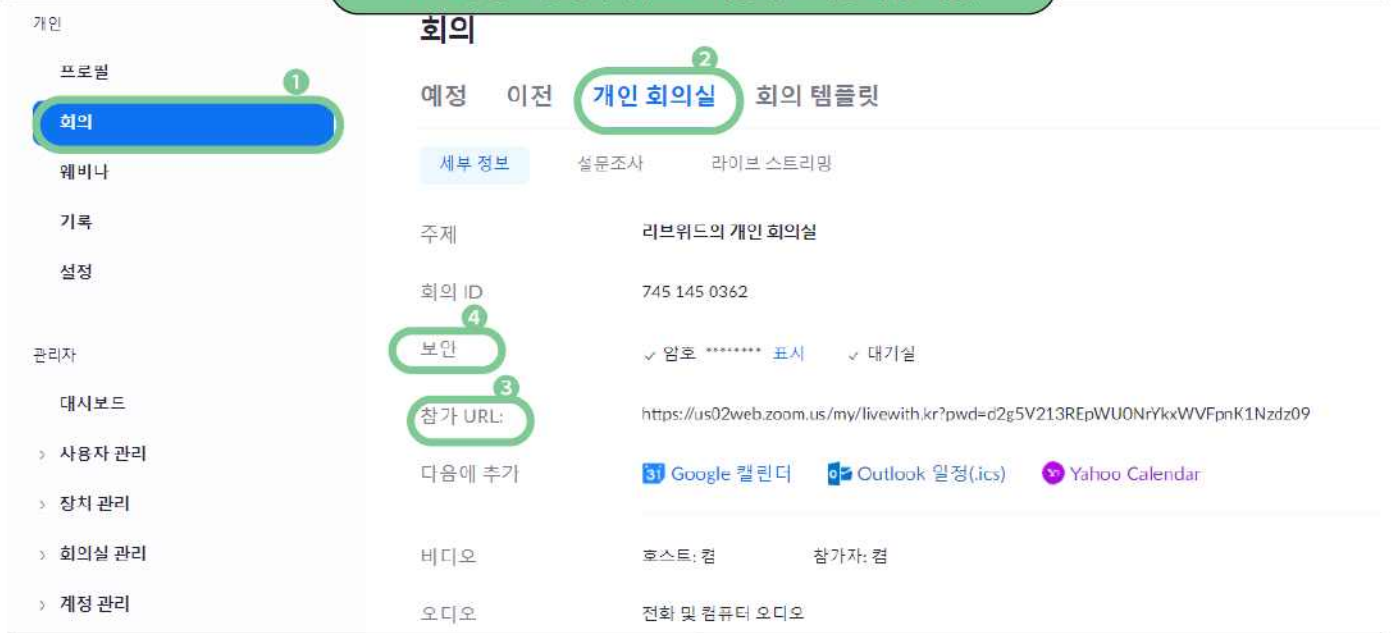 개인
프로필
1
회의
웨비나
기록
설정
관리자
대시보드
> 사용자 관리
> 장치 관리
> 회의실 관리
> 계정 관리
회의
2
예정 이전 개인 회의실 회의 템플릿
세부 정보 설문조사 라이브 스트리밍
주제 리브위드의 개인 회의실
회의 ID 745 145 0362
4
보안 ✓ 암호 ******** 표시 ✓ 대기실
3
참가 URL: https://us02web.zoom.us/my/livewith.kr?pwd=d2g5V213REpWU0NrYkxWVFpnK1Nzdz09
다음에 추가 31 Google 캘린더 Outlook 일정(.ics) Yahoo Calendar
비디오 호스트: 켬 참가자: 켬
오디오 전화 및 컴퓨터 오디오